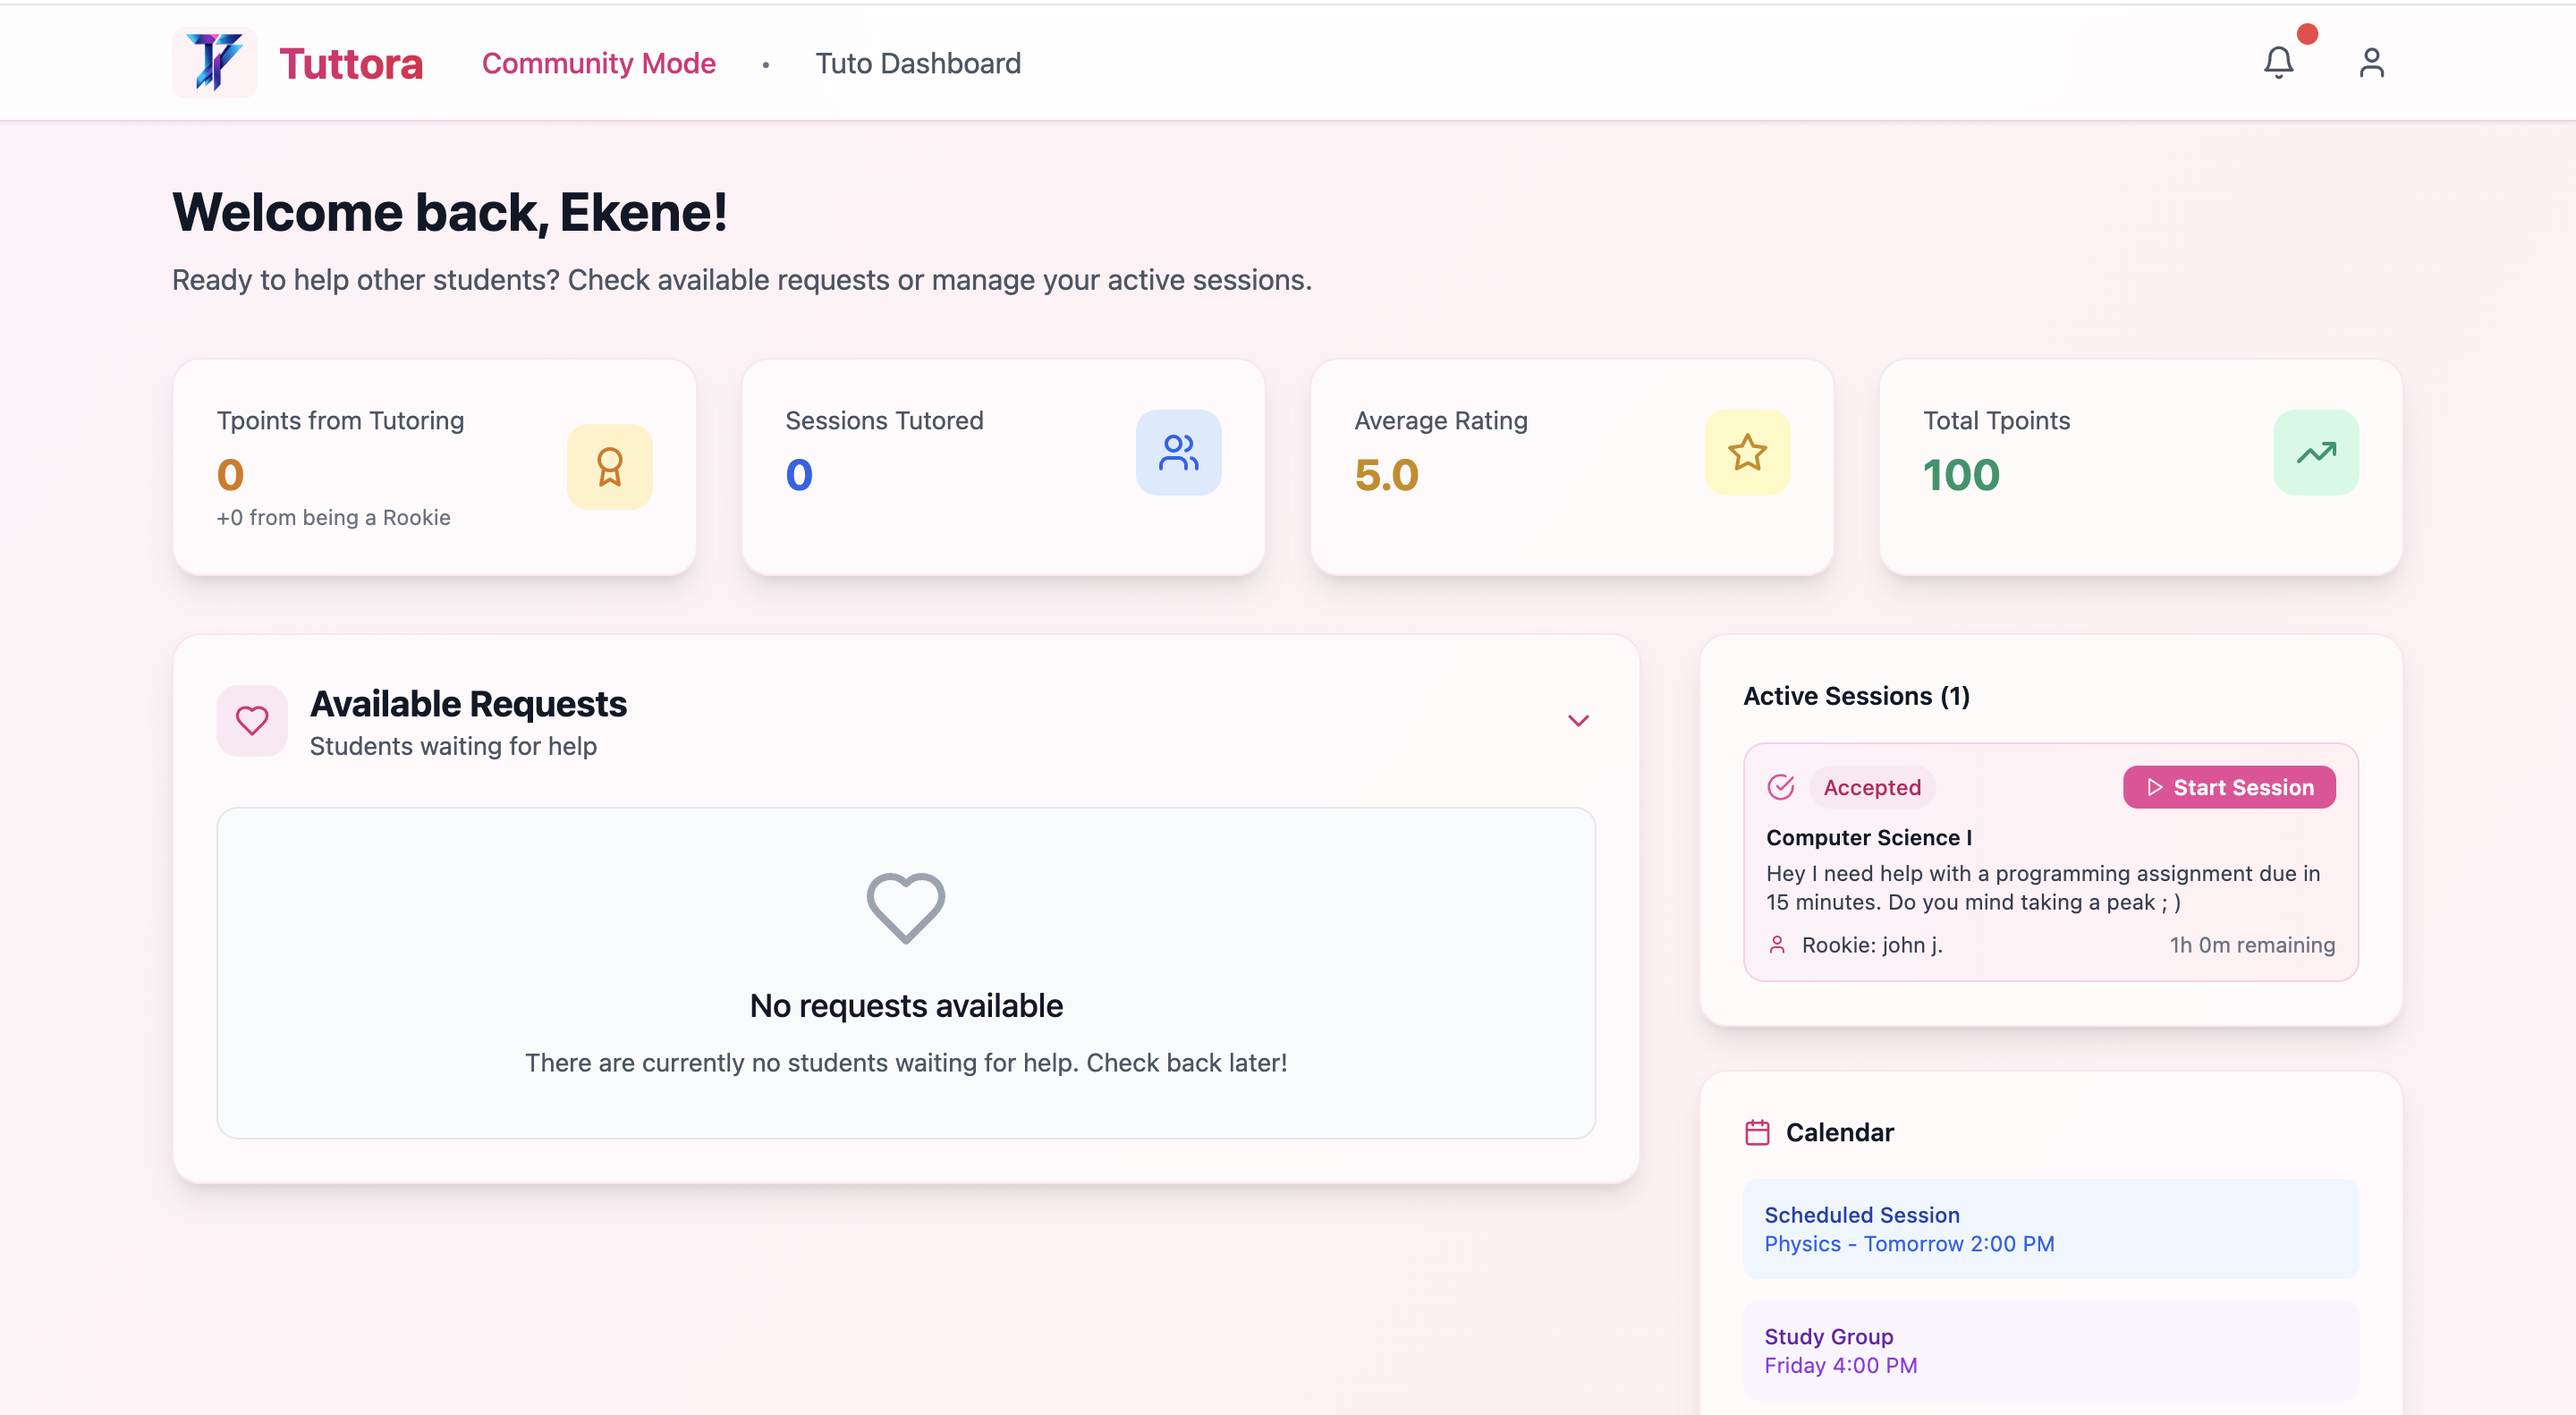 Tuttora
Community Mode
•
Tuto Dashboard
Welcome back, Ekene!
Ready to help other students? Check available requests or manage your active sessions.
Tpoints from Tutoring
0
+0 from being a Rookie
Sessions Tutored
0
Average Rating
5.0
Total Tpoints
100
Available Requests
Students waiting for help
No requests available
There are currently no students waiting for help. Check back later!
Active Sessions (1)
Accepted
Start Session
Computer Science I
Hey I need help with a programming assignment due in
15 minutes. Do you mind taking a peak ; )
Rookie: john j.
1h 0m remaining
Calendar
Scheduled Session
Physics - Tomorrow 2:00 PM
Study Group
Friday 4:00 PM